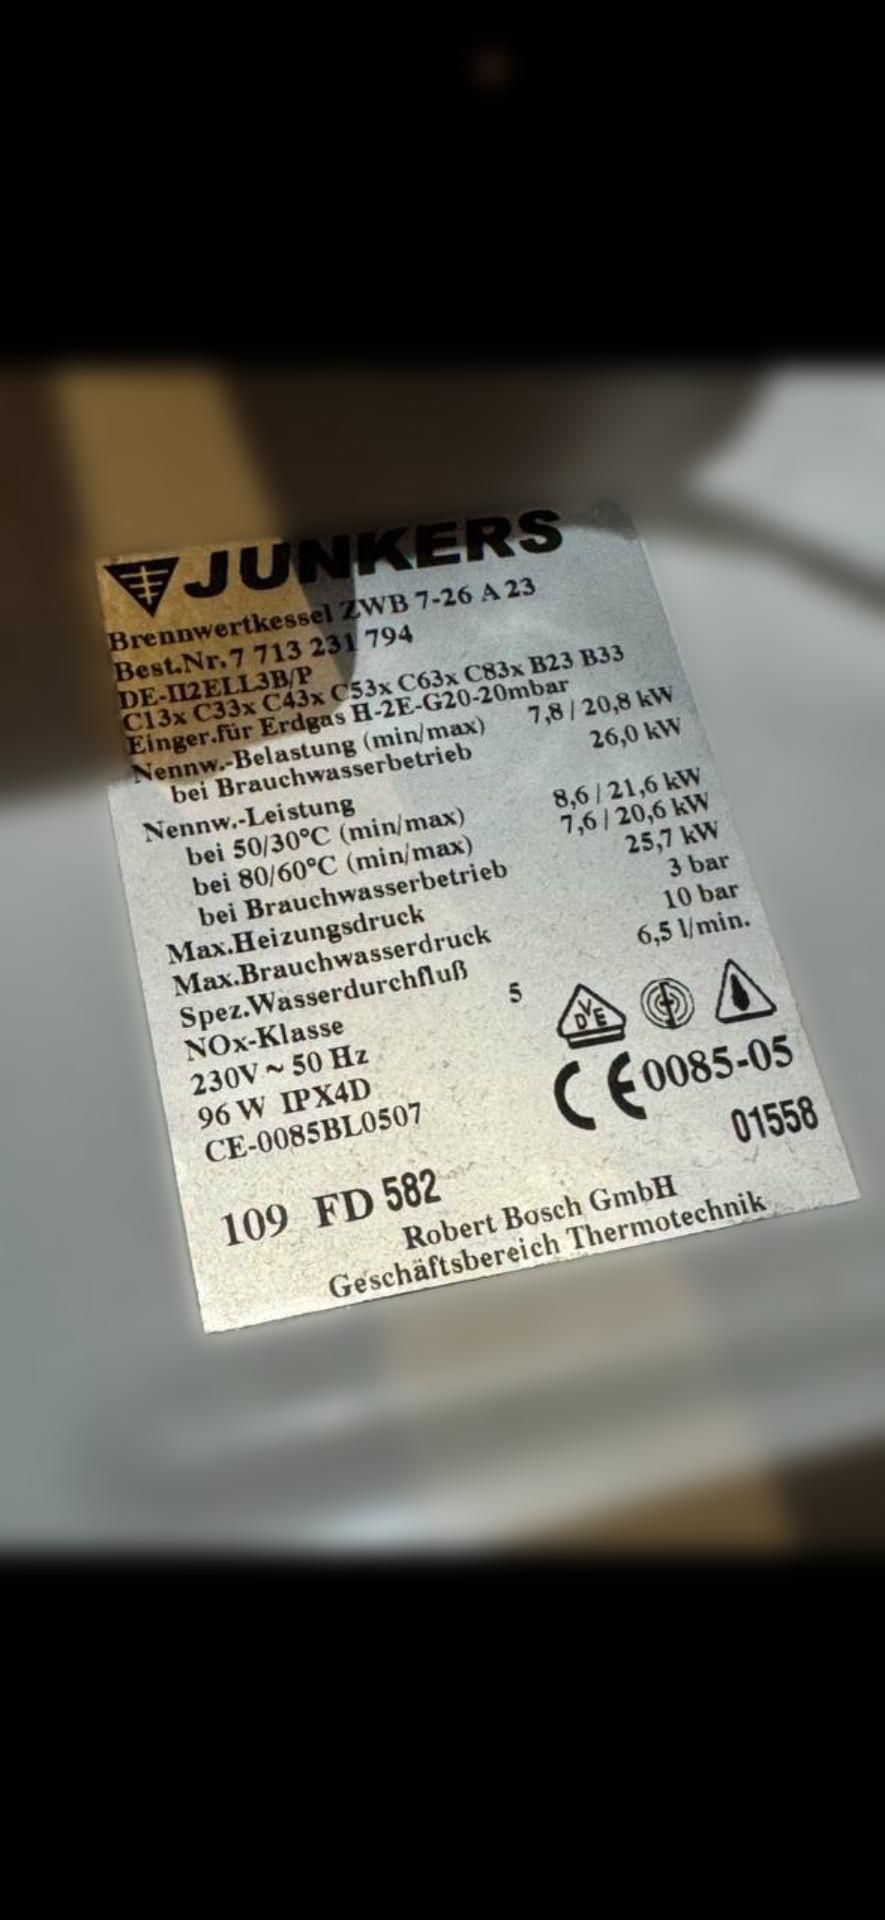 JUNKERS
Brennwertkessel ZWB 7-26 A 23
Best.Nr.7 713 231 794
DE-II2ELL3B/P
C13x C33x C43x C53x C63x C83x B23 B33
Einger.für Erdgas H-2E-G20-20mbar
Nennw.-Belastung (min/max) 7,8 / 20,8 kW
bei Brauchwasserbetrieb 26,0 kW
Nennw.-Leistung
bei 50/30°C (min/max) 8,6 / 21,6 kW
bei 80/60°C (min/max) 7,6 / 20,6 kW
bei Brauchwasserbetrieb 25,7 kW
Max.Heizungsdruck 3 bar
Max.Brauchwasserdruck 10 bar
Spez.Wasserdurchfluß 6,5 l/min.
NOx-Klasse 5
230V ~ 50 Hz
DVE
96 W IPX4D
CE 0085-05
CE-0085BL0507
01558
109 FD 582
Robert Bosch GmbH
Geschäftsbereich Thermotechnik